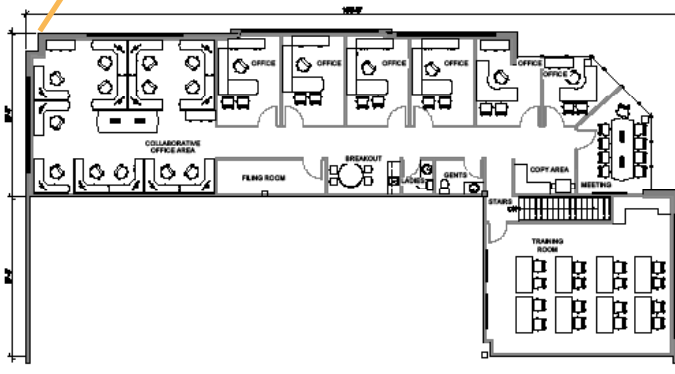 OFFICE
OFFICE
OFFICE
OFFICE
OFFICE
OFFICE
COLLABORATIVE
OFFICE AREA
FILING ROOM
BREAKOUT
LADIES
GENTS
COPY AREA
MEETING
STAIRS
TRAINING
ROOM